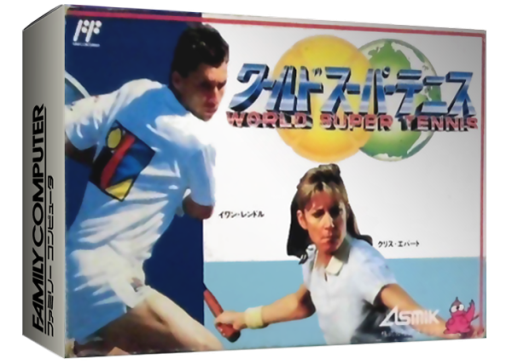 FAMILY COMPUTER
ファミリー コンピュータ
ワールドスーパーテニス
WORLD SUPER TENNIS
イワン・レンドル
クリス・エバート
ASMIK